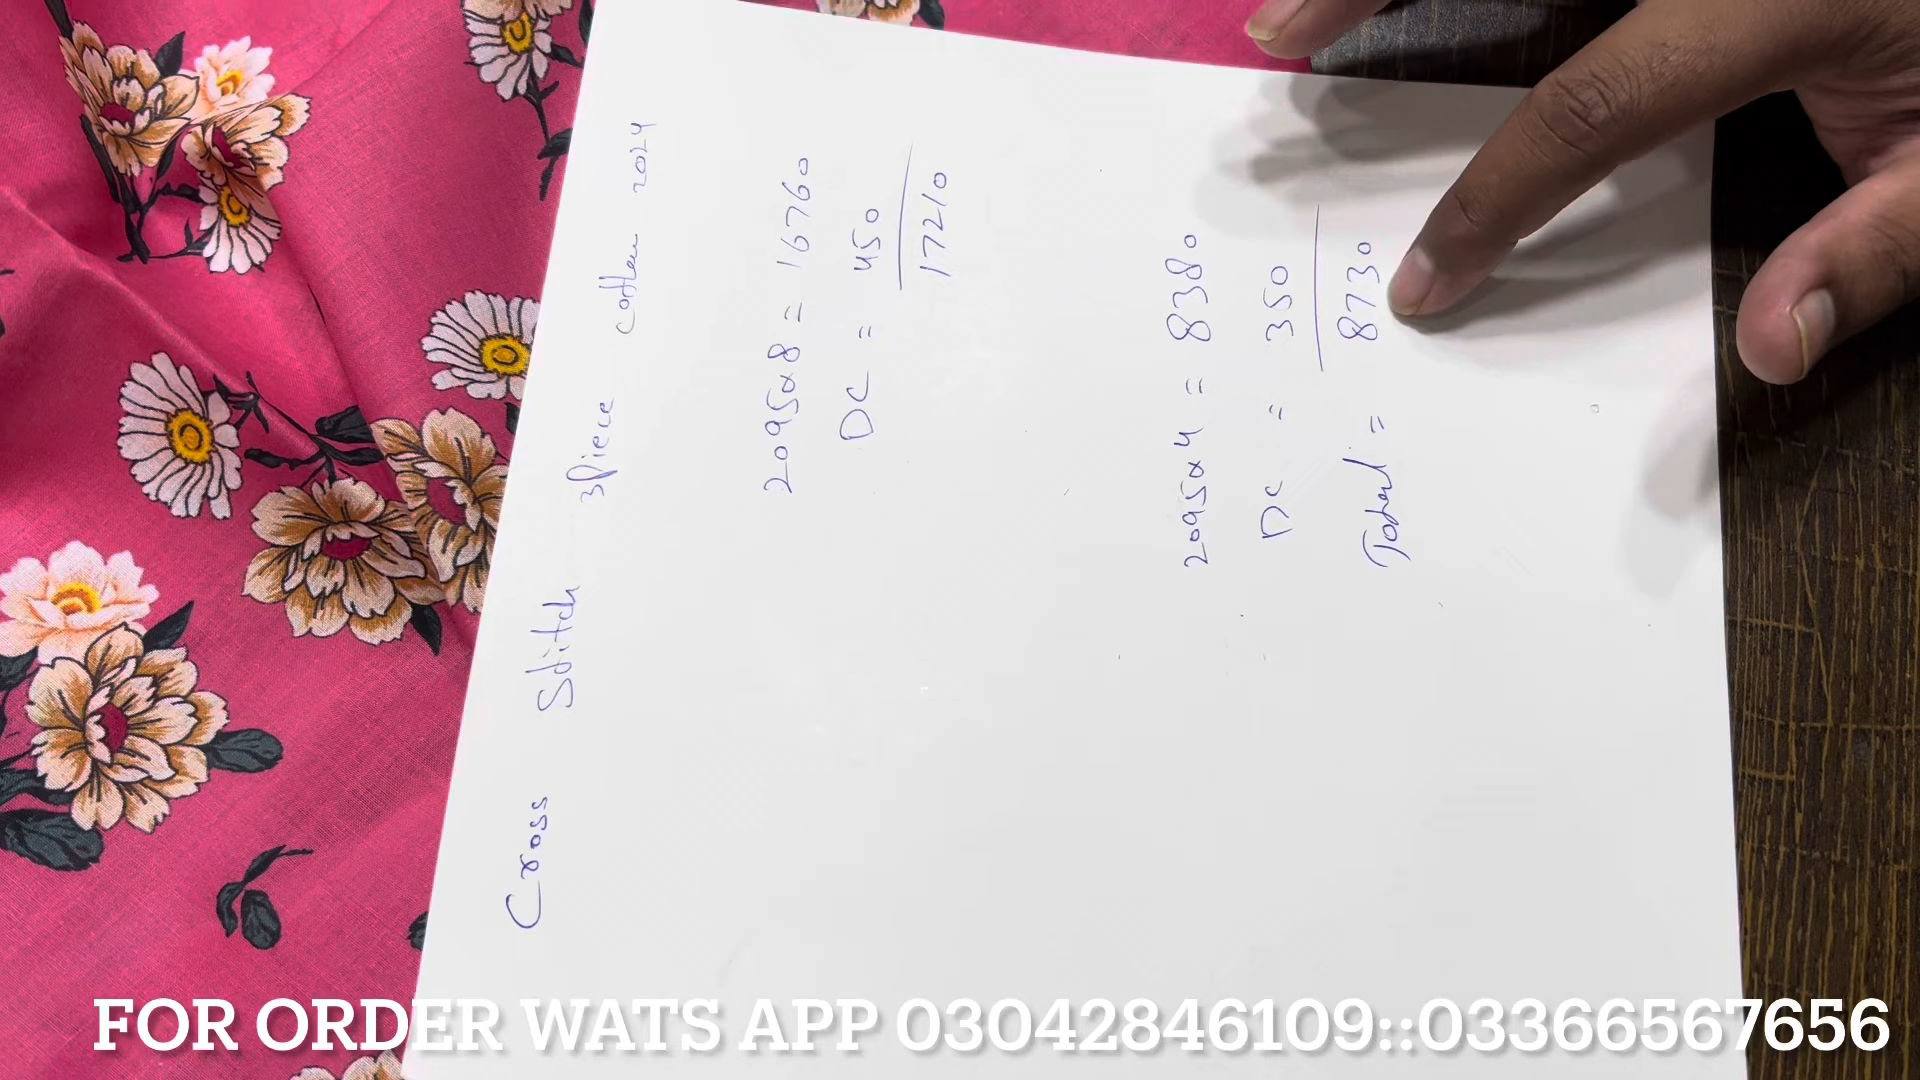 Cross Stitch 3Piece cotton 2024
2095x8 = 16760
DC = 450
17210
2095x4 = 8380
DC = 350
Total = 8730
FOR ORDER WATS APP 03042846109::03366567656